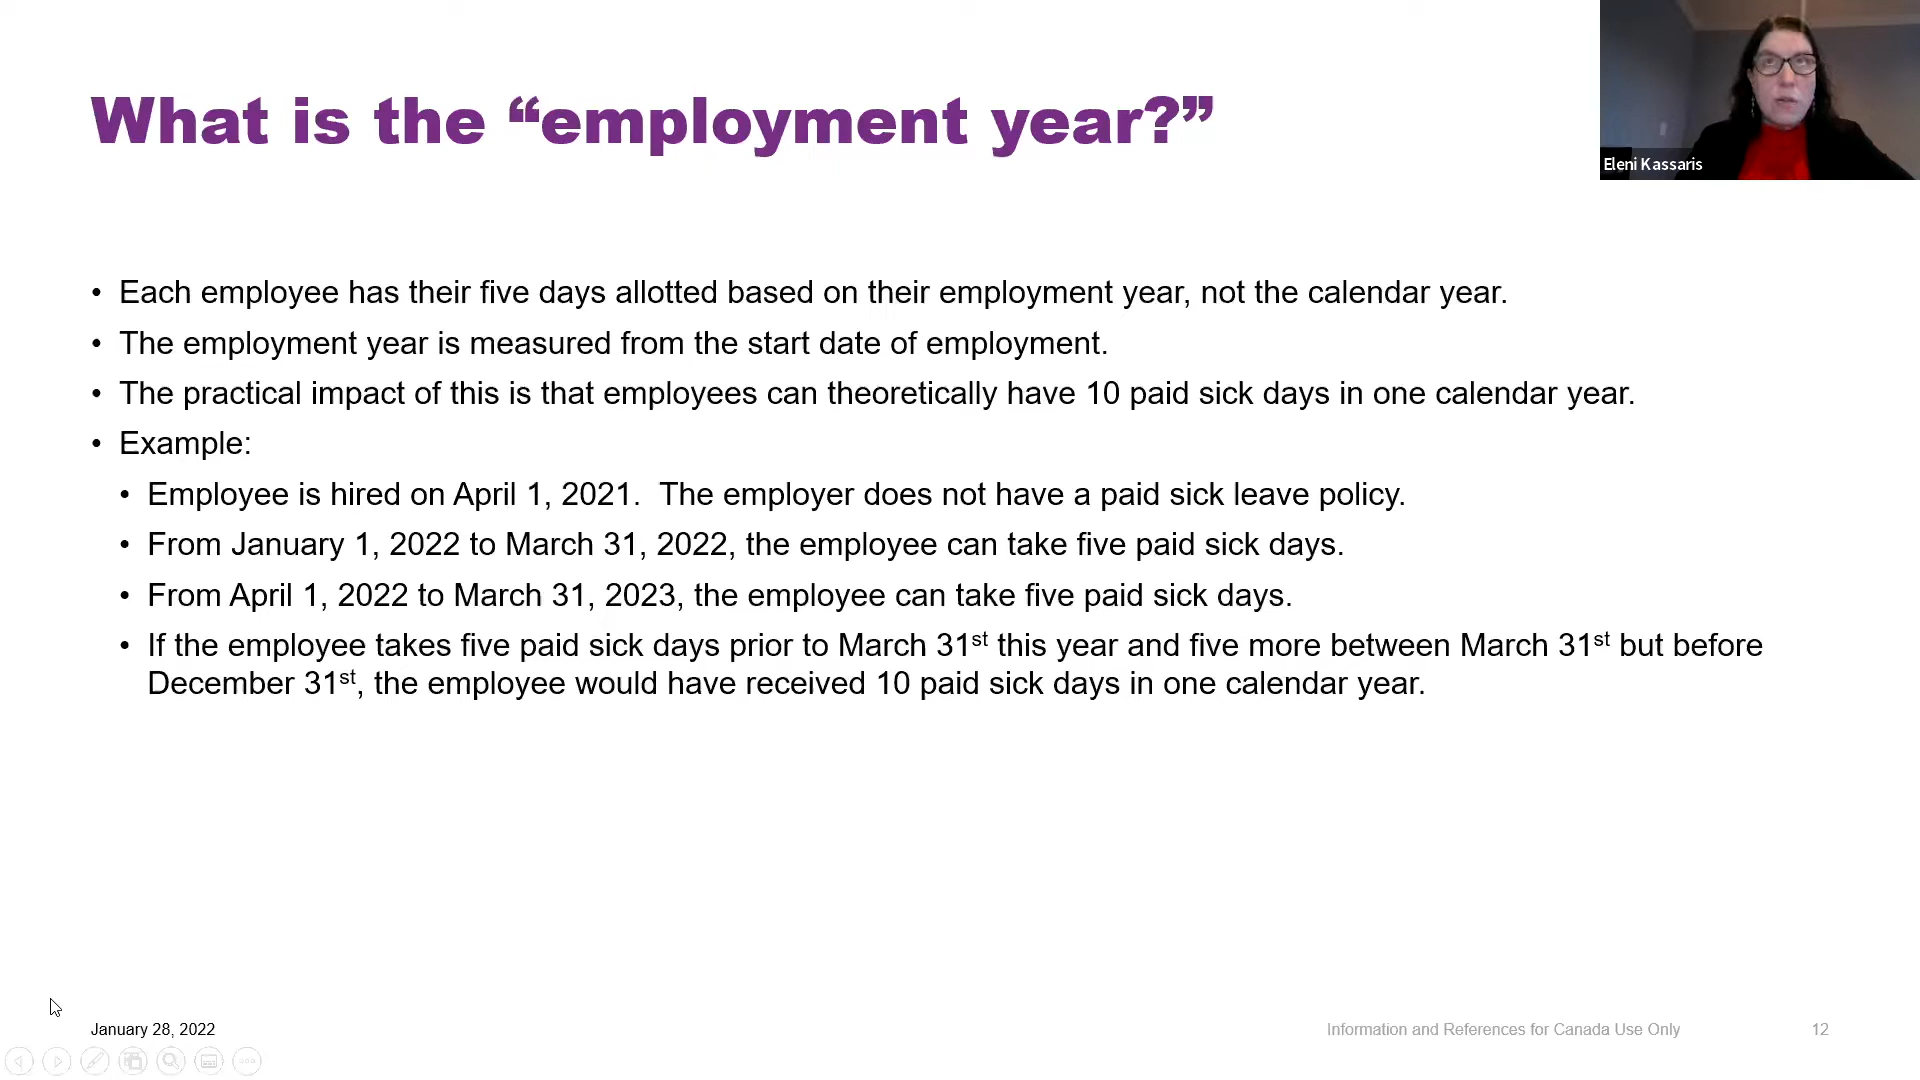 What is the “employment year?”
Eleni Kassaris
• Each employee has their five days allotted based on their employment year, not the calendar year.
• The employment year is measured from the start date of employment.
• The practical impact of this is that employees can theoretically have 10 paid sick days in one calendar year.
• Example:
• Employee is hired on April 1, 2021.  The employer does not have a paid sick leave policy.
• From January 1, 2022 to March 31, 2022, the employee can take five paid sick days.
• From April 1, 2022 to March 31, 2023, the employee can take five paid sick days.
• If the employee takes five paid sick days prior to March 31st this year and five more between March 31st but before
December 31st, the employee would have received 10 paid sick days in one calendar year.
January 28, 2022
Information and References for Canada Use Only
12